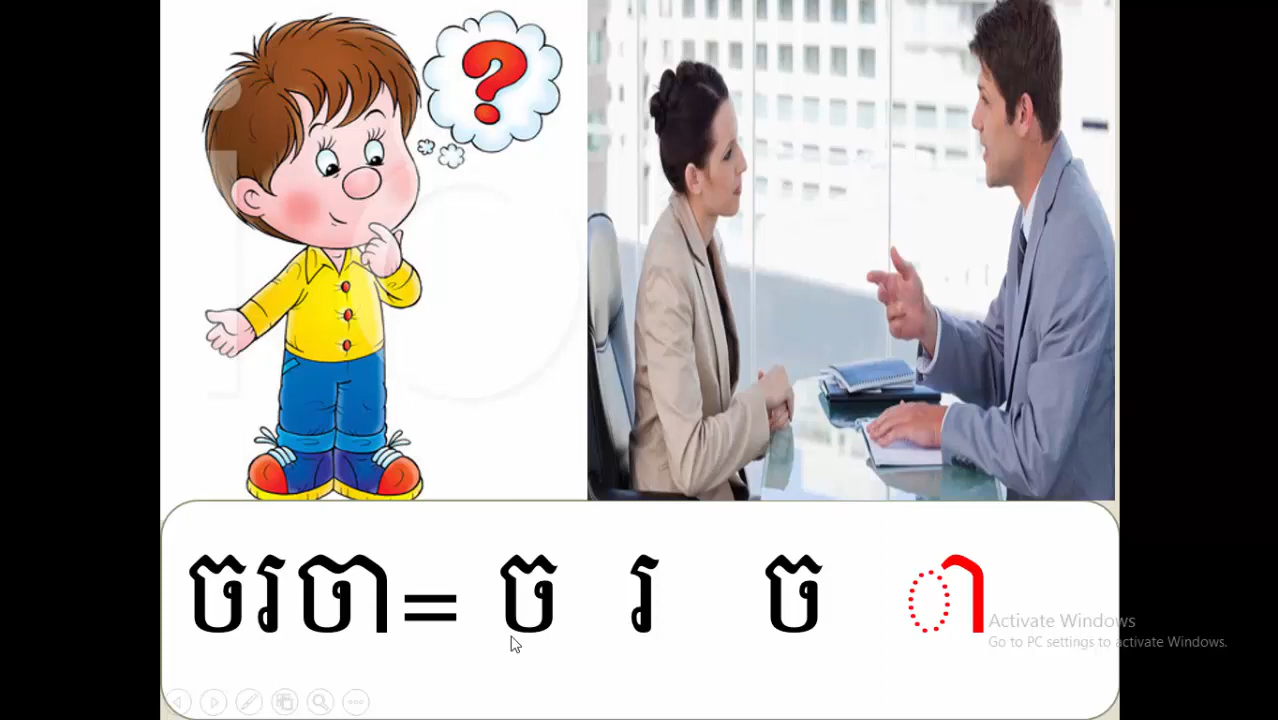 ?
ចរចា= ច រ ច ា
Activate Windows
Go to PC settings to activate Windows.